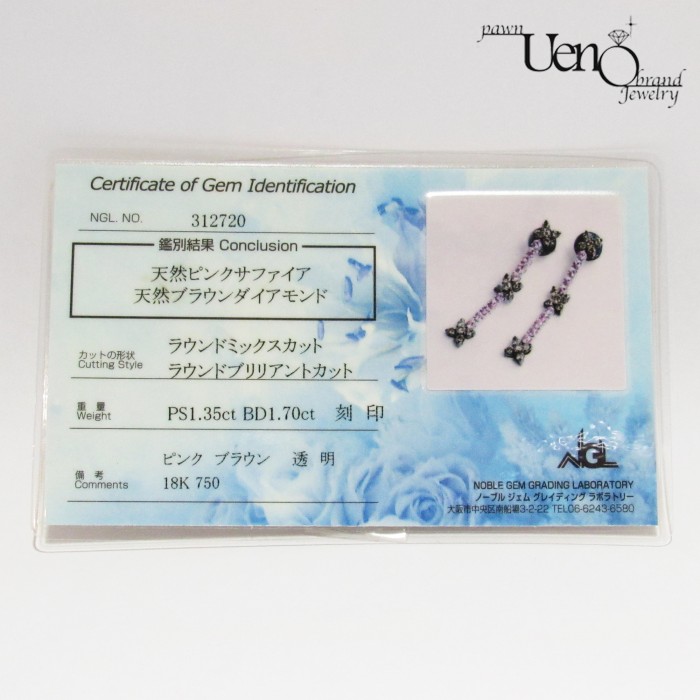 pawn
Ueno
brand
Jewelry
Certificate of Gem Identification
NGL. NO. 312720
鑑別結果 Conclusion
天然ピンクサファイア
天然ブラウンダイアモンド
カットの形状
Cutting Style
ラウンドミックスカット
ラウンドブリリアントカット
重量
Weight
PS1.35ct BD1.70ct 刻印
備考
Comments
ピンク ブラウン 透明
18K 750
NGL
NOBLE GEM GRADING LABORATORY
ノーブル ジェム グレイディング ラボラトリー
大阪市中央区南船場3-2-22 TEL06-6243-6580